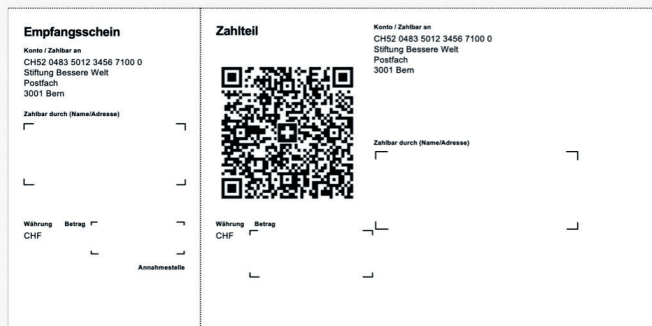 Empfangsschein
Konto / Zahlbar an
CH52 0483 5012 3456 7100 0
Stiftung Bessere Welt
Postfach
3001 Bern
Zahlbar durch (Name/Adresse)
Währung Betrag
CHF
Annahmestelle
Zahlteil
Währung Betrag
CHF
Konto / Zahlbar an
CH52 0483 5012 3456 7100 0
Stiftung Bessere Welt
Postfach
3001 Bern
Zahlbar durch (Name/Adresse)